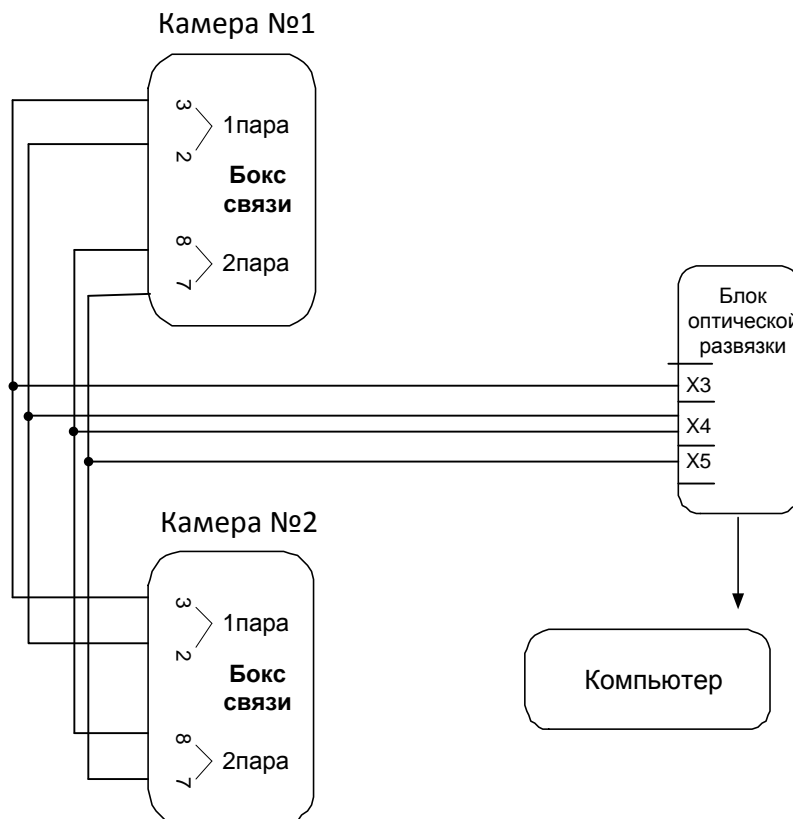 Камера №1
3
1пара
2
Бокс
связи
8
2пара
7
Блок
оптической
развязки
X3
X4
X5
Камера №2
3
1пара
2
Бокс
связи
8
2пара
7
Компьютер